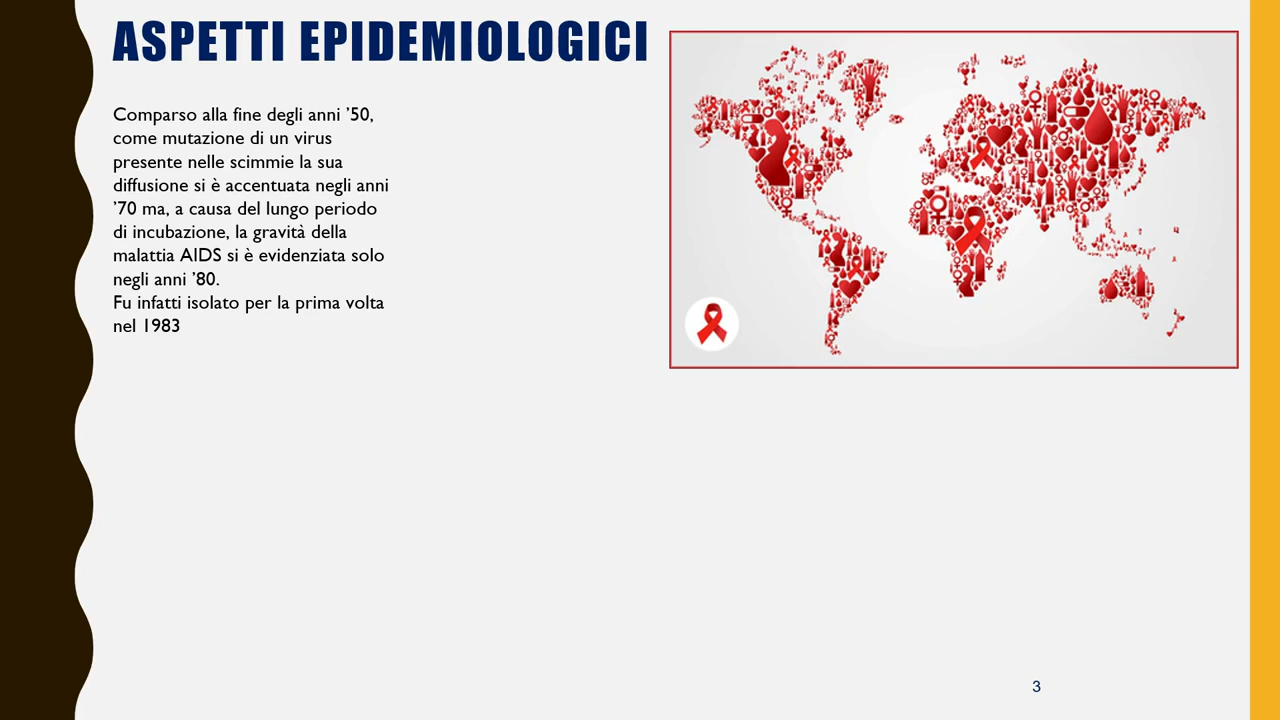 ASPETTI EPIDEMIOLOGICI
Comparso alla fine degli anni ’50,
come mutazione di un virus
presente nelle scimmie la sua
diffusione si è accentuata negli anni
’70 ma, a causa del lungo periodo
di incubazione, la gravità della
malattia AIDS si è evidenziata solo
negli anni ’80.
Fu infatti isolato per la prima volta
nel 1983
3